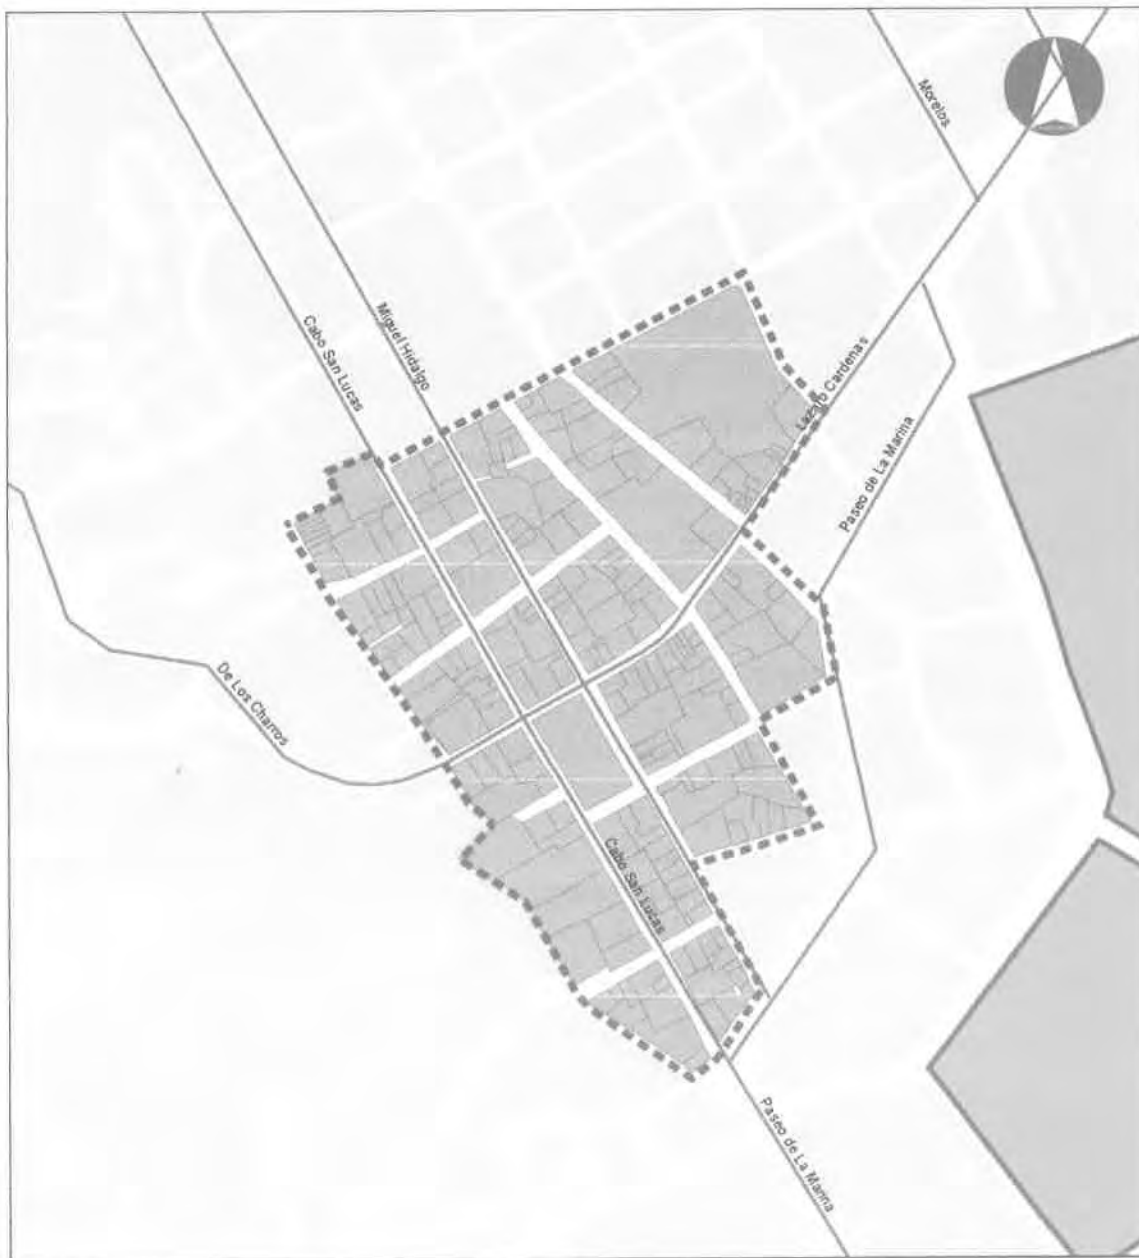 Morelos
Miguel Hidalgo
Cabo San Lucas
Lazaro Cardenas
Paseo de La Marina
De Los Charros
Cabo San Lucas
Paseo de La Marina